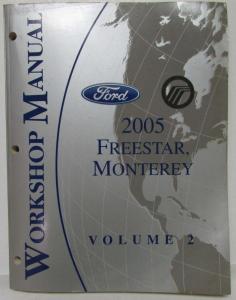 WORKSHOP MANUAL
Ford
2005
FREESTAR,
MONTEREY
VOLUME 2